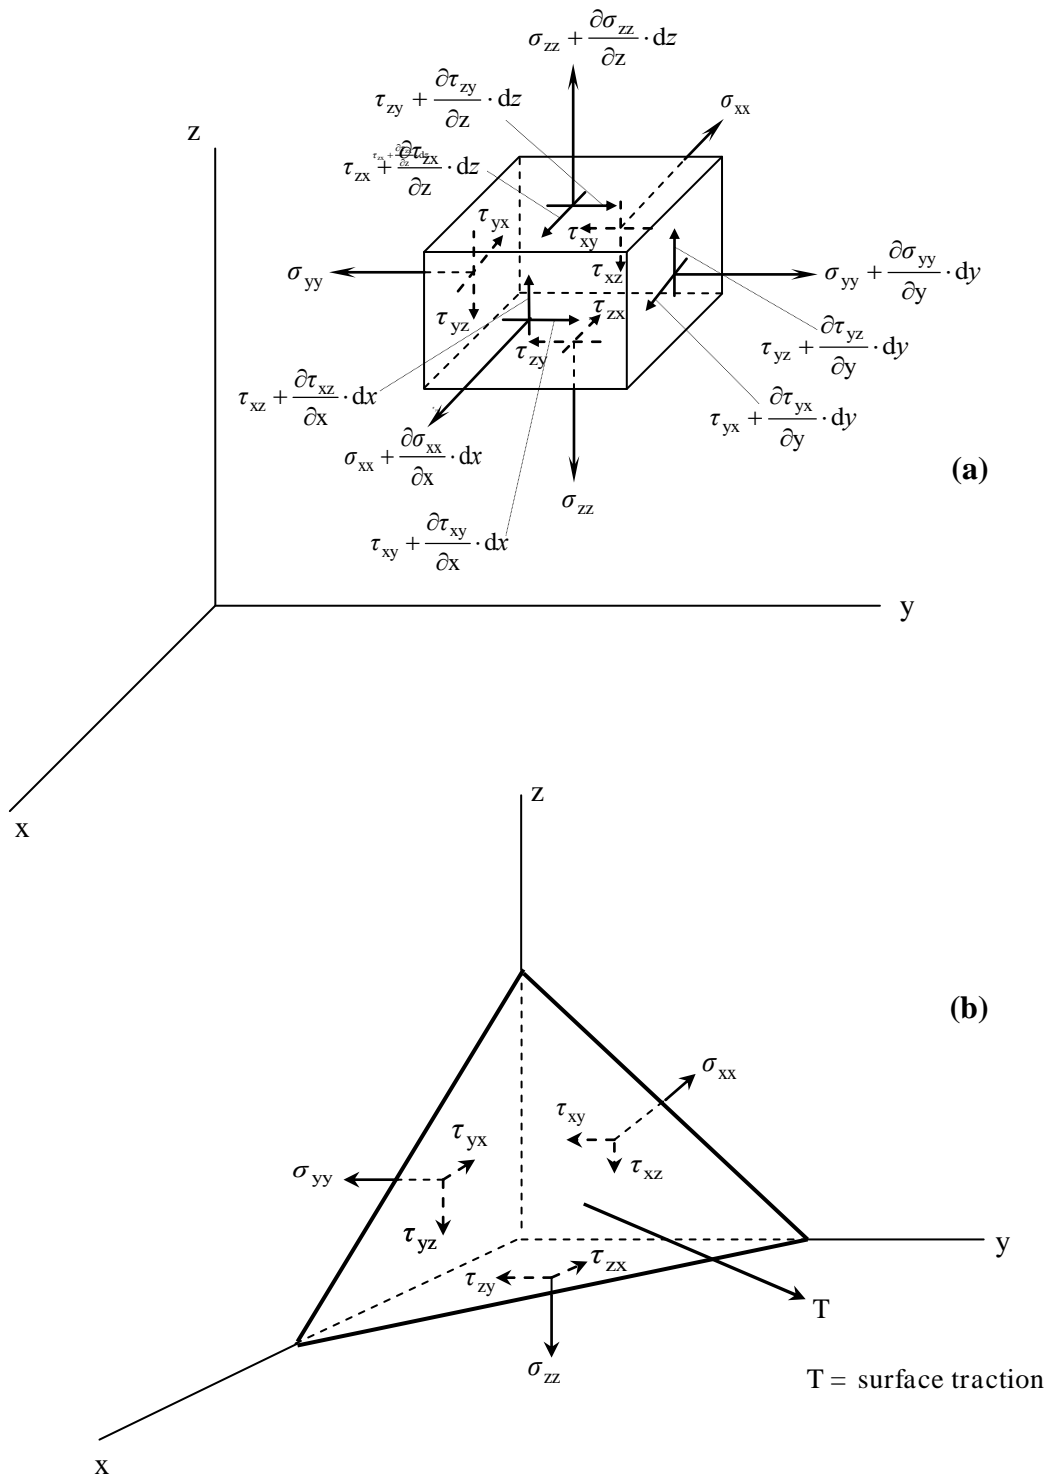 σzz + ∂σzz/∂z · dz
τzy + ∂τzy/∂z · dz
σxx
z
τzx + ∂τzx/∂z · dz
τyx
τxy
σyy
τxz
σyy + ∂σyy/∂y · dy
τyz
τzx
τzy
τyz + ∂τyz/∂y · dy
τxz + ∂τxz/∂x · dx
τyx + ∂τyx/∂y · dy
σxx + ∂σxx/∂x · dx
(a)
σzz
τxy + ∂τxy/∂x · dx
y
x
z
(b)
σxx
τxy
τyx
τxz
σyy
τyz
y
τzx
τzy
T
σzz
T = surface traction
x